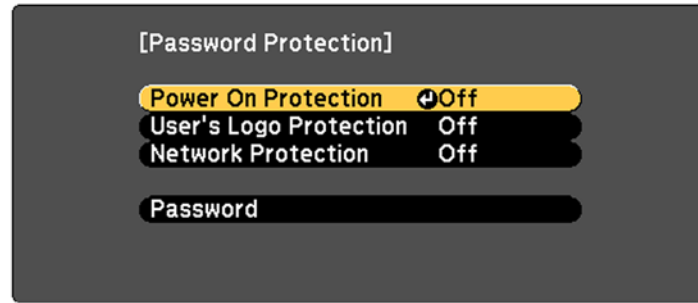 [Password Protection]
Power On Protection Off
User's Logo Protection Off
Network Protection Off
Password